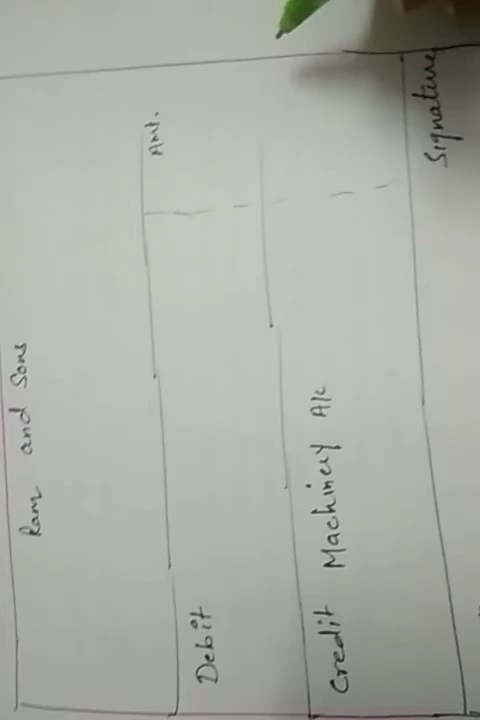 Ram and Sons
Amt.
Debit
Credit Machinery A/c
Signature